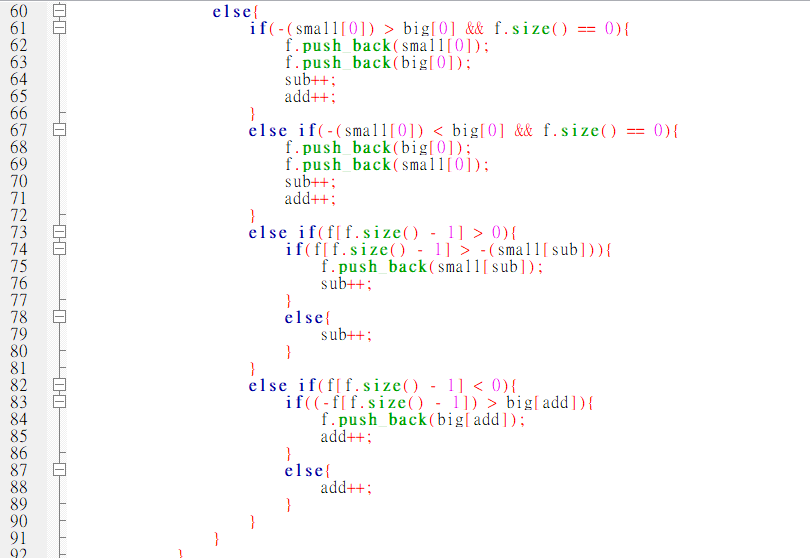 60 else{
61 if(-(small[0]) > big[0] && f.size() == 0){
62 f.push_back(small[0]);
63 f.push_back(big[0]);
64 sub++;
65 add++;
66 }
67 else if(-(small[0]) < big[0] && f.size() == 0){
68 f.push_back(big[0]);
69 f.push_back(small[0]);
70 sub++;
71 add++;
72 }
73 else if(f[f.size() - 1] > 0){
74 if(f[f.size() - 1] > -(small[sub])){
75 f.push_back(small[sub]);
76 sub++;
77 }
78 else{
79 sub++;
80 }
81 }
82 else if(f[f.size() - 1] < 0){
83 if((-f[f.size() - 1]) > big[add]){
84 f.push_back(big[add]);
85 add++;
86 }
87 else{
88 add++;
89 }
90 }
91 }
92 }